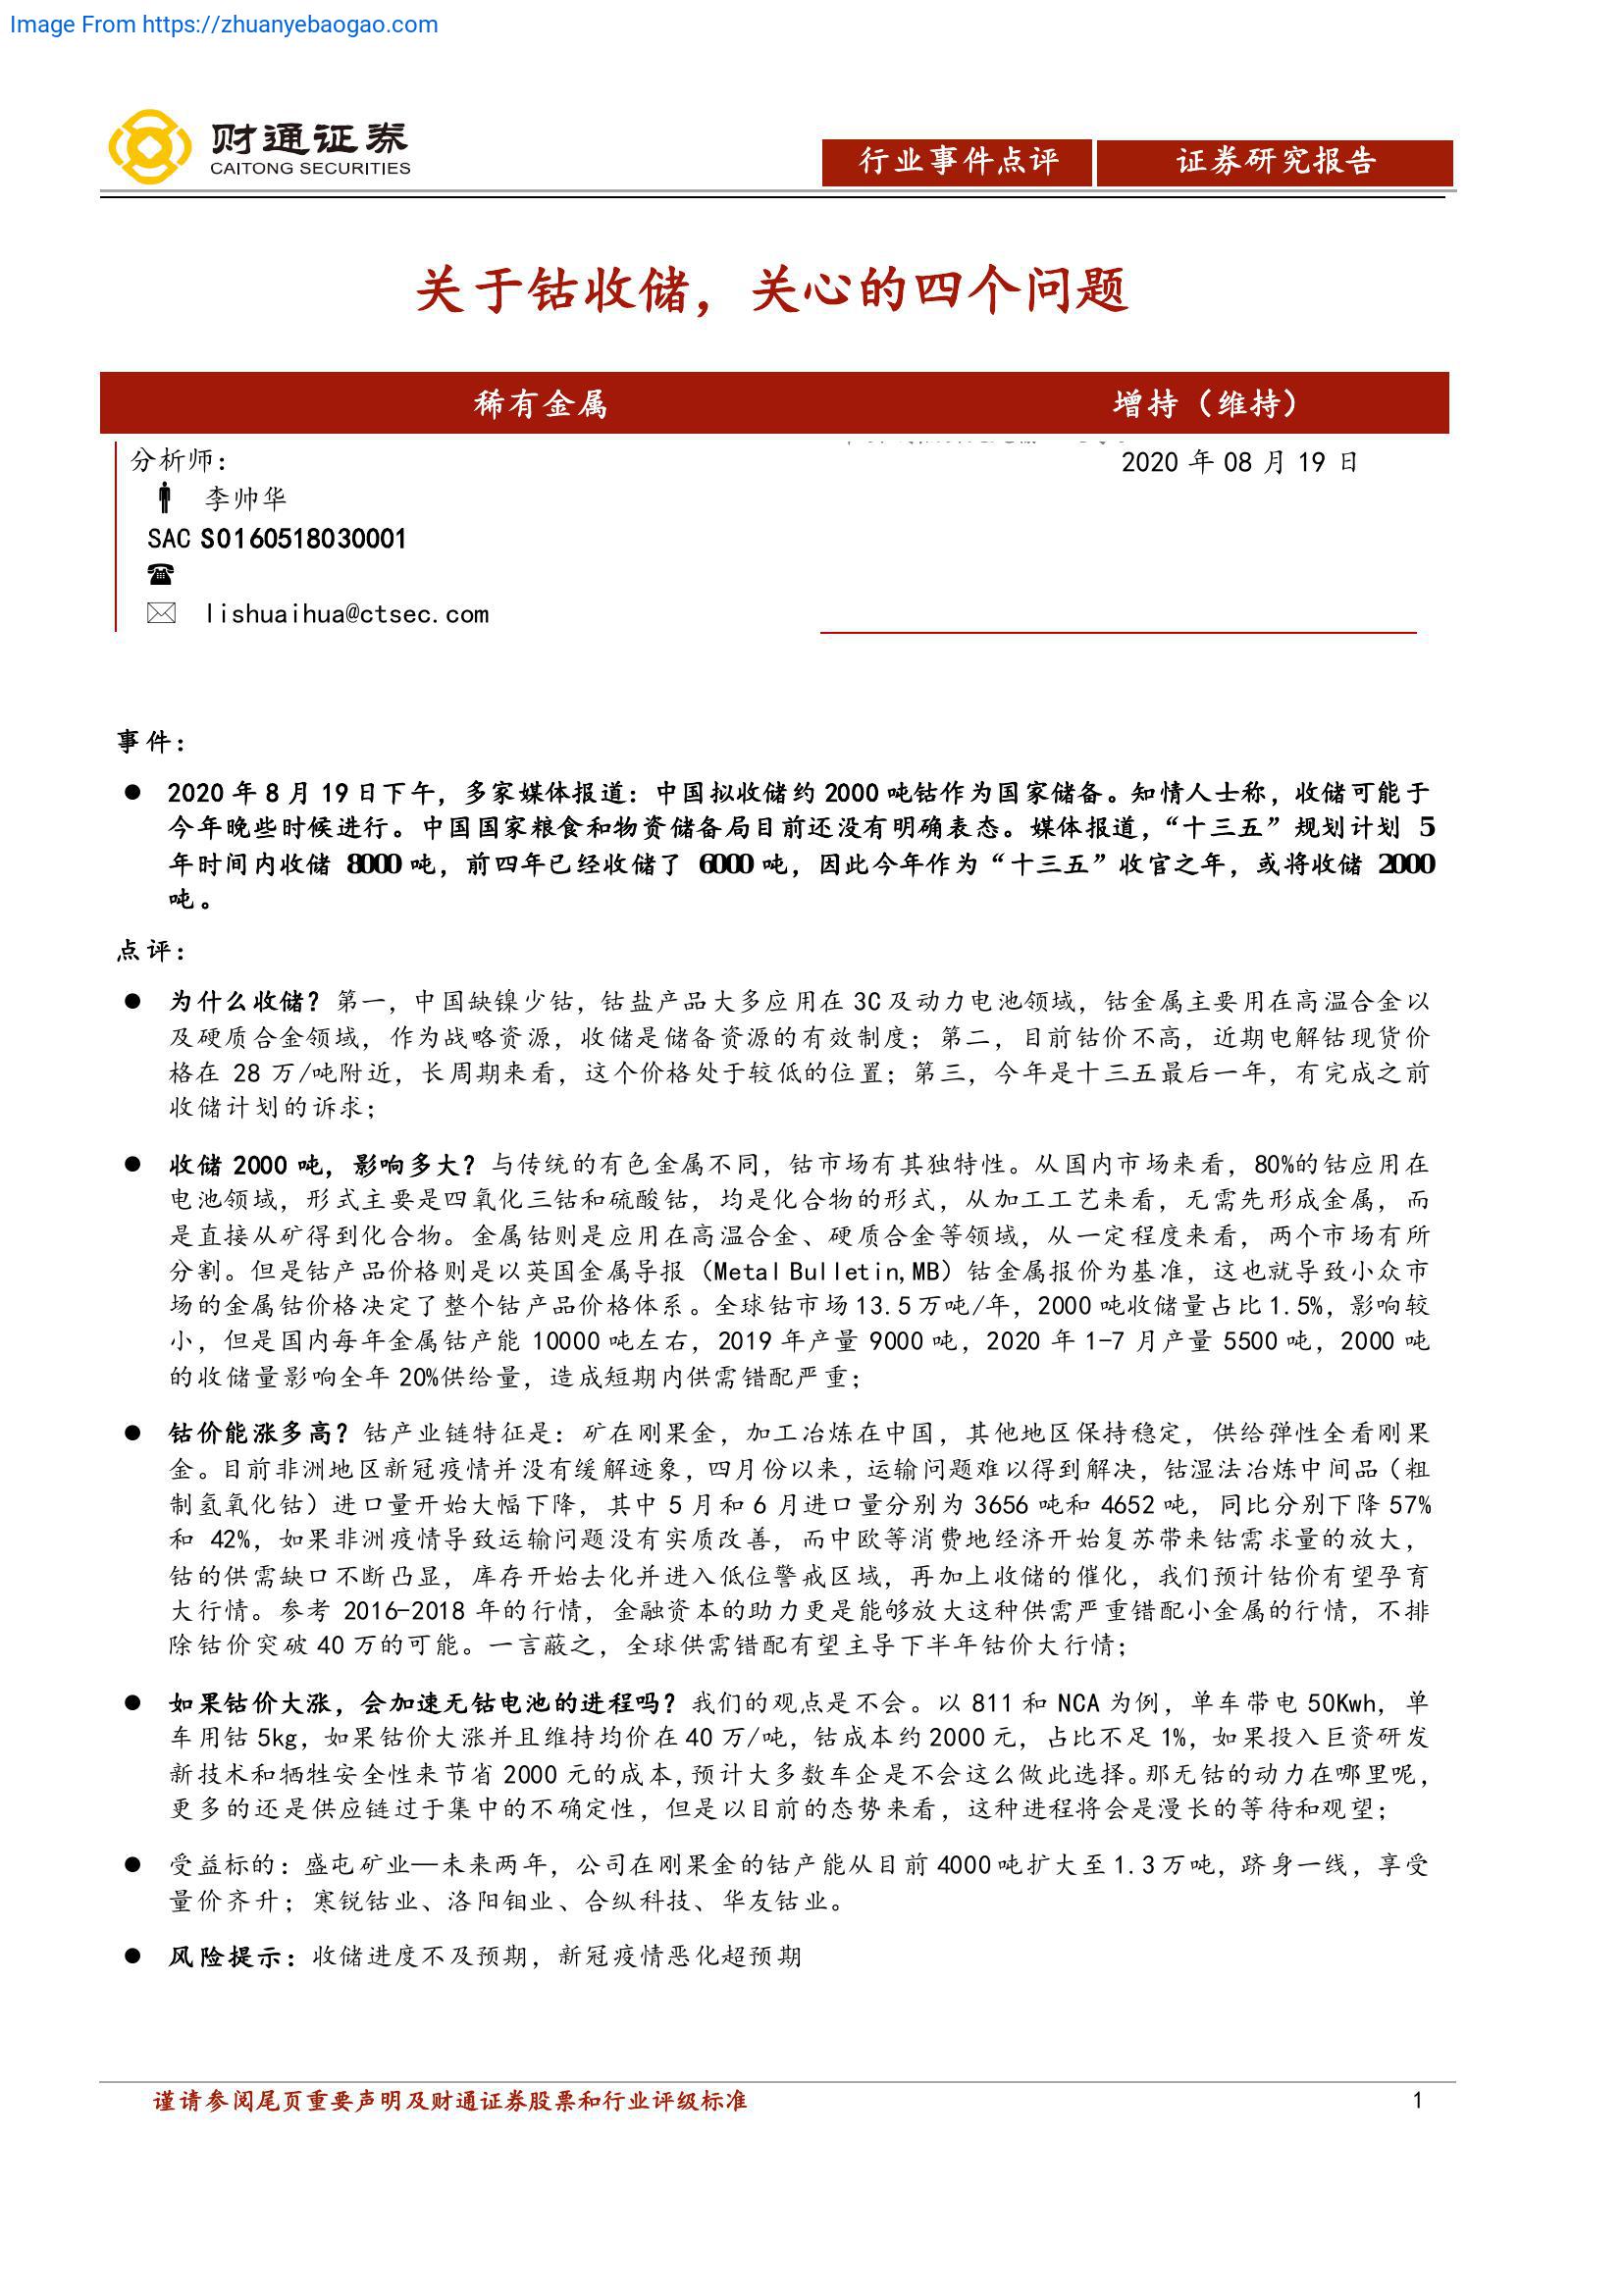 Image From https://zhuanyebaogao.com
财通证券
CAITONG SECURITIES
行业事件点评
证券研究报告
关于钴收储，关心的四个问题
稀有金属
增持（维持）
分析师：
2020 年 08 月 19 日
李帅华
SAC S0160518030001
lishuaihua@ctsec.com
事件：
● 2020 年 8 月 19 日下午，多家媒体报道：中国拟收储约 2000 吨钴作为国家储备。知情人士称，收储可能于
今年晚些时候进行。中国国家粮食和物资储备局目前还没有明确表态。媒体报道，“十三五”规划计划 5
年时间内收储 8000 吨，前四年已经收储了 6000 吨，因此今年作为“十三五”收官之年，或将收储 2000
吨。
点评：
● 为什么收储？第一，中国缺镍少钴，钴盐产品大多应用在 3C 及动力电池领域，钴金属主要用在高温合金以
及硬质合金领域，作为战略资源，收储是储备资源的有效制度；第二，目前钴价不高，近期电解钴现货价
格在 28 万/吨附近，长周期来看，这个价格处于较低的位置；第三，今年是十三五最后一年，有完成之前
收储计划的诉求；
● 收储 2000 吨，影响多大？与传统的有色金属不同，钴市场有其独特性。从国内市场来看，80%的钴应用在
电池领域，形式主要是四氧化三钴和硫酸钴，均是化合物的形式，从加工工艺来看，无需先形成金属，而
是直接从矿得到化合物。金属钴则是应用在高温合金、硬质合金等领域，从一定程度来看，两个市场有所
分割。但是钴产品价格则是以英国金属导报（Metal Bulletin,MB）钴金属报价为基准，这也就导致小众市
场的金属钴价格决定了整个钴产品价格体系。全球钴市场 13.5 万吨/年，2000 吨收储量占比 1.5%，影响较
小，但是国内每年金属钴产能 10000 吨左右，2019 年产量 9000 吨，2020 年 1-7 月产量 5500 吨，2000 吨
的收储量影响全年 20%供给量，造成短期内供需错配严重；
● 钴价能涨多高？钴产业链特征是：矿在刚果金，加工冶炼在中国，其他地区保持稳定，供给弹性全看刚果
金。目前非洲地区新冠疫情并没有缓解迹象，四月份以来，运输问题难以得到解决，钴湿法冶炼中间品（粗
制氢氧化钴）进口量开始大幅下降，其中 5 月和 6 月进口量分别为 3656 吨和 4652 吨，同比分别下降 57%
和 42%，如果非洲疫情导致运输问题没有实质改善，而中欧等消费地经济开始复苏带来钴需求量的放大，
钴的供需缺口不断凸显，库存开始去化并进入低位警戒区域，再加上收储的催化，我们预计钴价有望孕育
大行情。参考 2016-2018 年的行情，金融资本的助力更是能够放大这种供需严重错配小金属的行情，不排
除钴价突破 40 万的可能。一言蔽之，全球供需错配有望主导下半年钴价大行情；
● 如果钴价大涨，会加速无钴电池的进程吗？我们的观点是不会。以 811 和 NCA 为例，单车带电 50Kwh，单
车用钴 5kg，如果钴价大涨并且维持均价在 40 万/吨，钴成本约 2000 元，占比不足 1%，如果投入巨资研发
新技术和牺牲安全性来节省 2000 元的成本，预计大多数车企是不会这么做此选择。那无钴的动力在哪里呢，
更多的还是供应链过于集中的不确定性，但是以目前的态势来看，这种进程将会是漫长的等待和观望；
● 受益标的：盛屯矿业—未来两年，公司在刚果金的钴产能从目前 4000 吨扩大至 1.3 万吨，跻身一线，享受
量价齐升；寒锐钴业、洛阳钼业、合纵科技、华友钴业。
● 风险提示：收储进度不及预期，新冠疫情恶化超预期
谨请参阅尾页重要声明及财通证券股票和行业评级标准
1